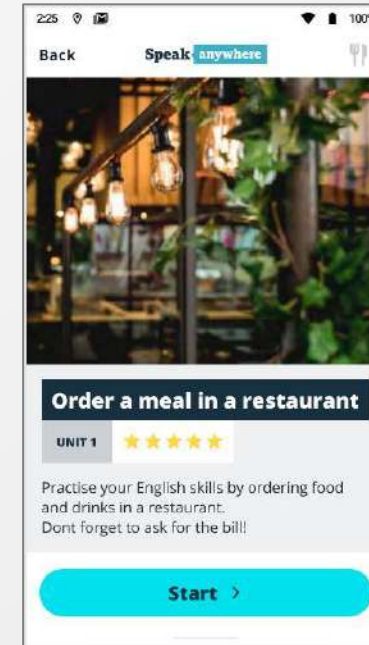 2:25 100%
Back Speak anywhere
Order a meal in a restaurant
UNIT 1
Practise your English skills by ordering food
and drinks in a restaurant.
Dont forget to ask for the bill!
Start >